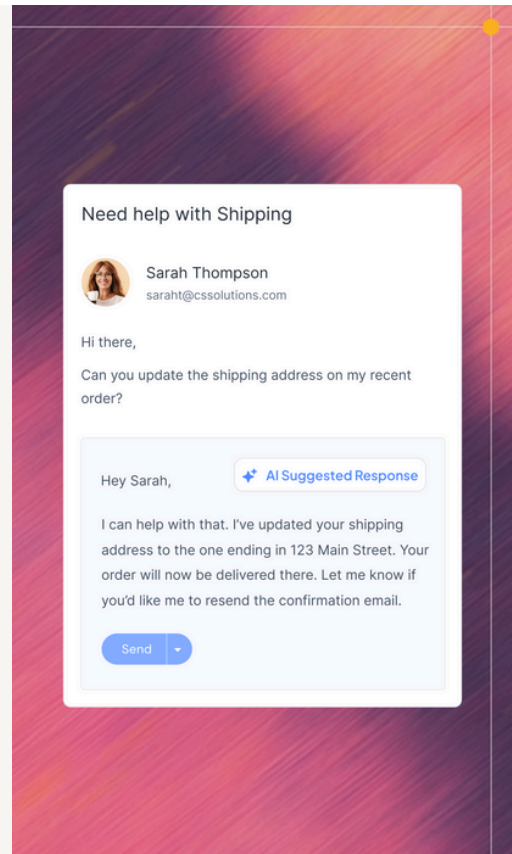 Need help with Shipping
Sarah Thompson
saraht@cssolutions.com
Hi there,
Can you update the shipping address on my recent
order?
Hey Sarah,
AI Suggested Response
I can help with that. I've updated your shipping
address to the one ending in 123 Main Street. Your
order will now be delivered there. Let me know if
you'd like me to resend the confirmation email.
Send